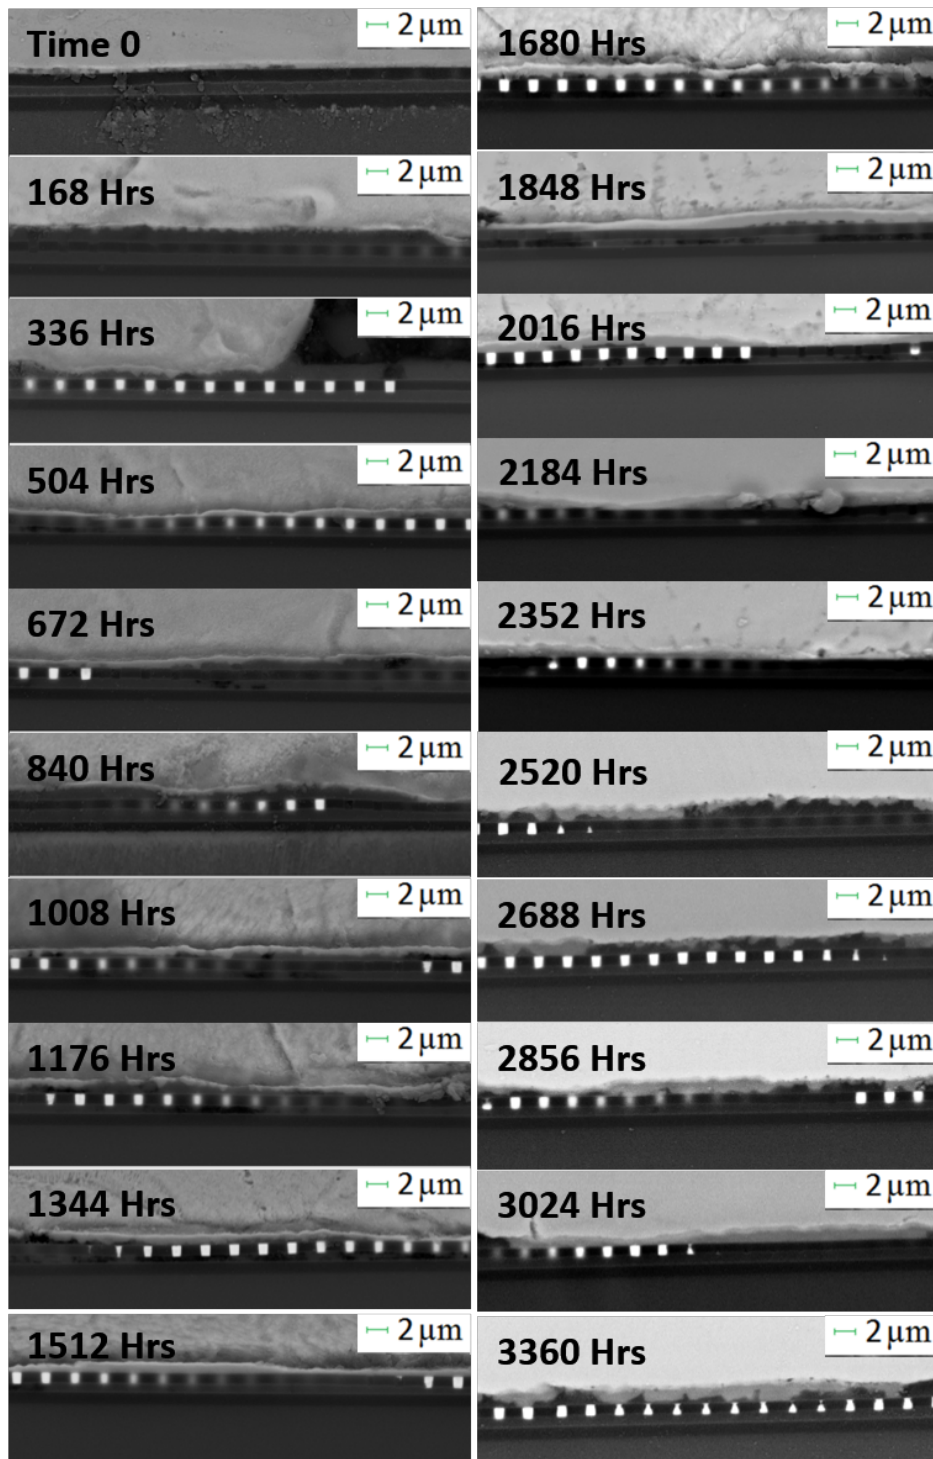 Time 0
2 µm
168 Hrs
2 µm
336 Hrs
2 µm
504 Hrs
2 µm
672 Hrs
2 µm
840 Hrs
2 µm
1008 Hrs
2 µm
1176 Hrs
2 µm
1344 Hrs
2 µm
1512 Hrs
2 µm
1680 Hrs
2 µm
1848 Hrs
2 µm
2016 Hrs
2 µm
2184 Hrs
2 µm
2352 Hrs
2 µm
2520 Hrs
2 µm
2688 Hrs
2 µm
2856 Hrs
2 µm
3024 Hrs
2 µm
3360 Hrs
2 µm